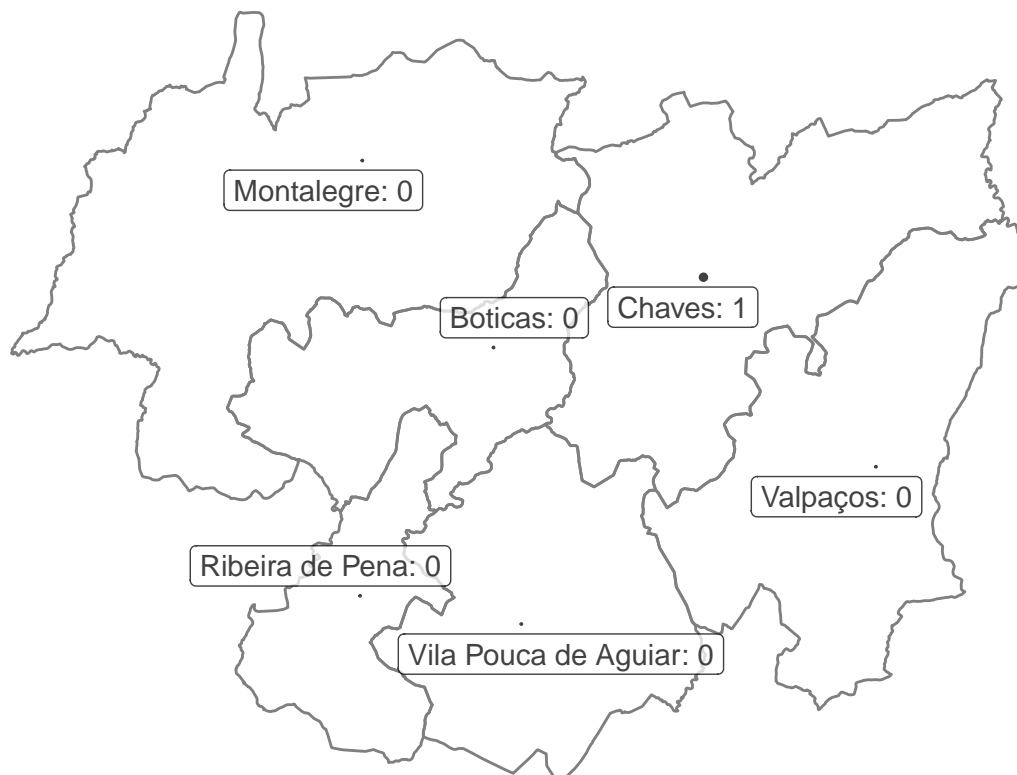 Montalegre: 0
Boticas: 0
Chaves: 1
Valpaços: 0
Ribeira de Pena: 0
Vila Pouca de Aguiar: 0